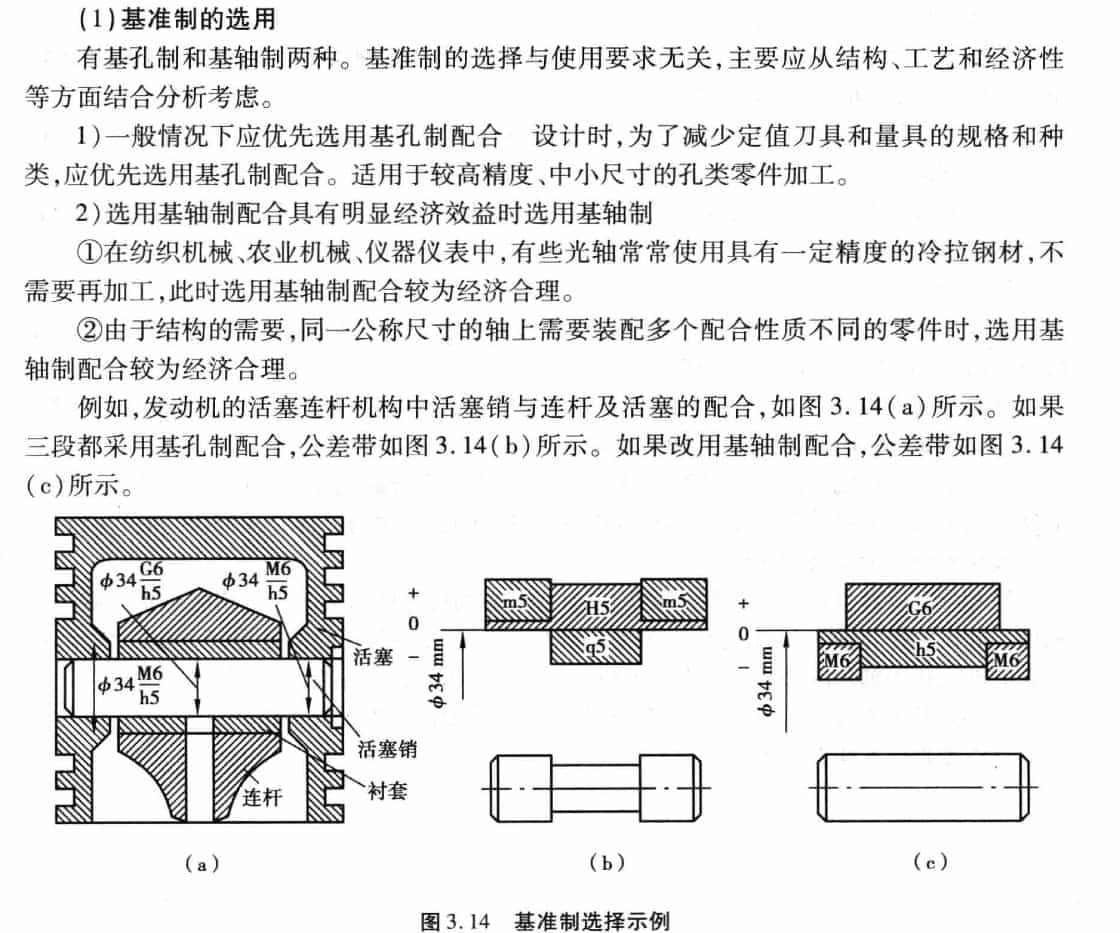 (1)基准制的选用
有基孔制和基轴制两种。基准制的选择与使用要求无关,主要应从结构、工艺和经济性
等方面结合分析考虑。
1)一般情况下应优先选用基孔制配合　设计时,为了减少定值刀具和量具的规格和种
类,应优先选用基孔制配合。适用于较高精度、中小尺寸的孔类零件加工。
2)选用基轴制配合具有明显经济效益时选用基轴制
①在纺织机械、农业机械、仪器仪表中,有些光轴常常使用具有一定精度的冷拉钢材,不
需要再加工,此时选用基轴制配合较为经济合理。
②由于结构的需要,同一公称尺寸的轴上需要装配多个配合性质不同的零件时,选用基
轴制配合较为经济合理。
例如,发动机的活塞连杆机构中活塞销与连杆及活塞的配合,如图 3.14(a)所示。如果
三段都采用基孔制配合,公差带如图 3.14(b)所示。如果改用基轴制配合,公差带如图 3.14
(c)所示。
ϕ34 G6/h5
ϕ34 M6/h5
ϕ34 M6/h5
活塞
活塞销
衬套
连杆
(a)
+
0
−
ϕ34 mm
m5
H5
m5
g5
(b)
+
0
−
ϕ34 mm
G6
h5
M6
M6
(c)
图 3.14　基准制选择示例